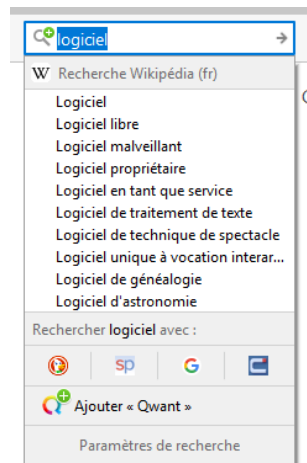 logiciel
W Recherche Wikipédia (fr)
Logiciel
Logiciel libre
Logiciel malveillant
Logiciel propriétaire
Logiciel en tant que service
Logiciel de traitement de texte
Logiciel de technique de spectacle
Logiciel unique à vocation interar...
Logiciel de généalogie
Logiciel d'astronomie
Rechercher logiciel avec :
sp G
Ajouter « Qwant »
Paramètres de recherche